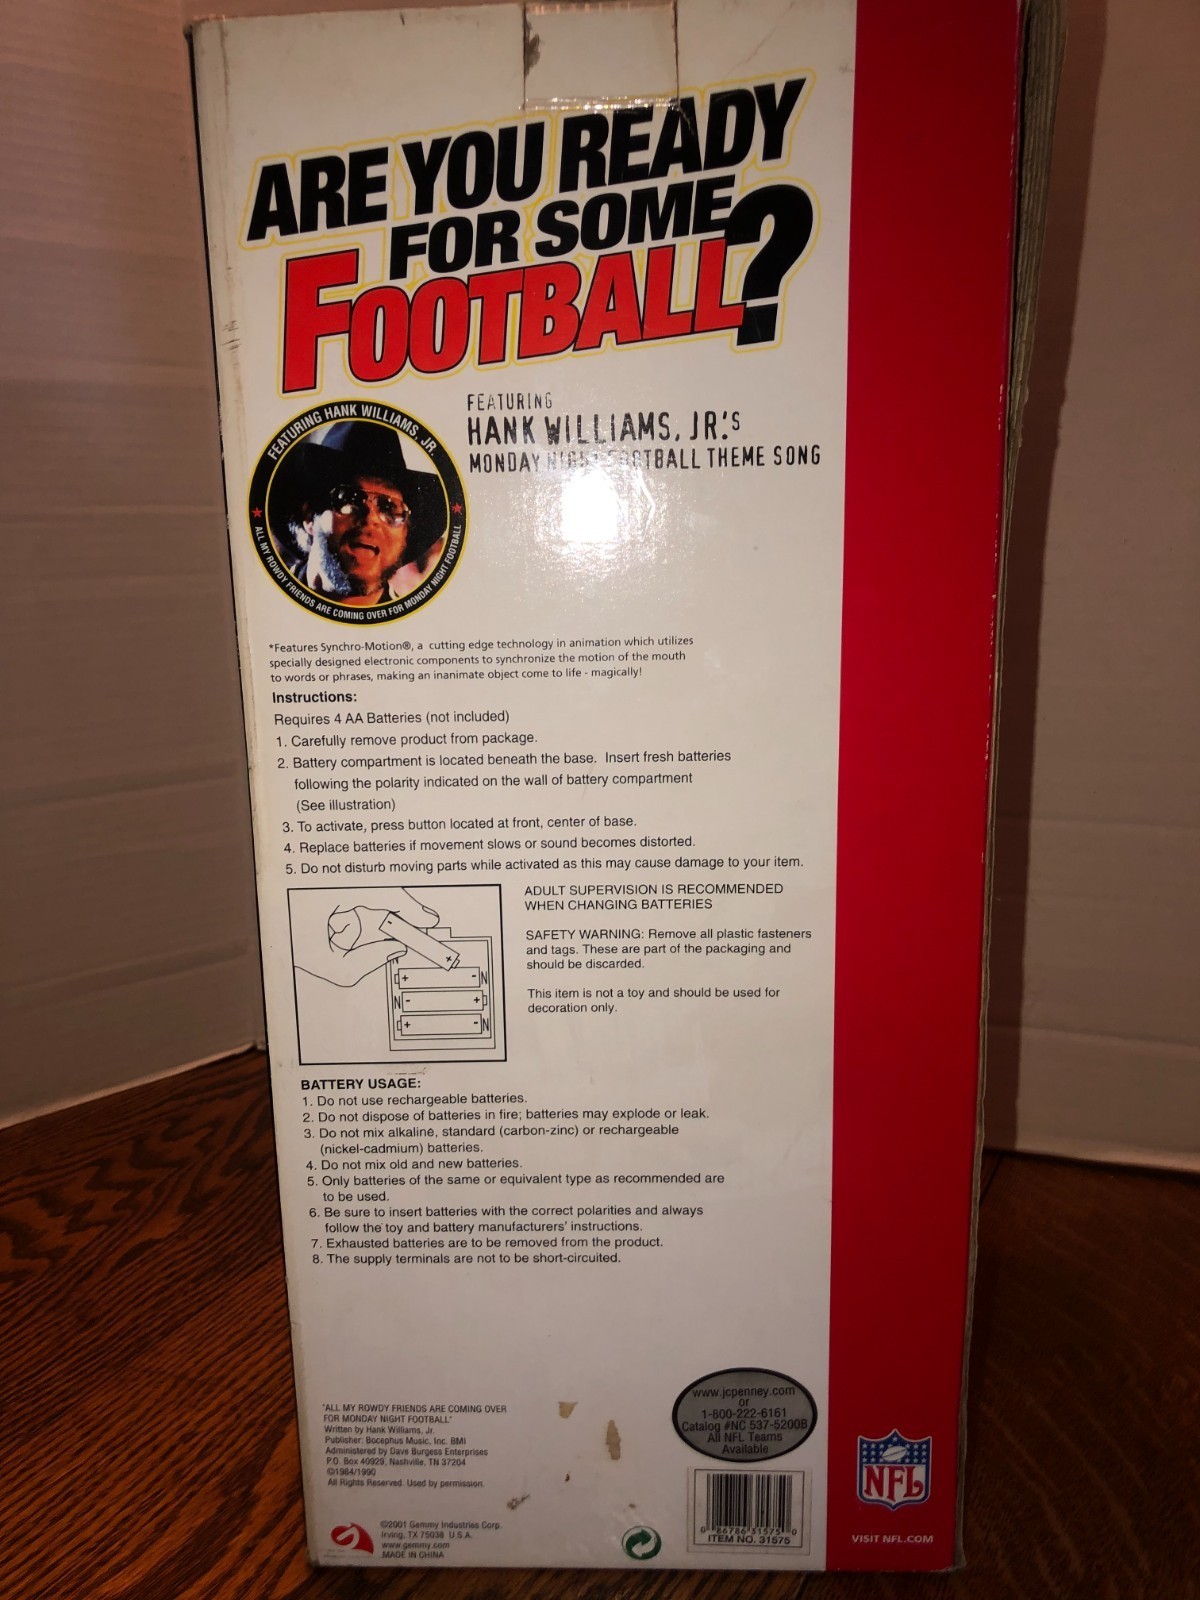 ARE YOU READY
FOR SOME
FOOTBALL?
FEATURING HANK WILLIAMS, JR.
★ ALL MY ROWDY FRIENDS ARE COMING OVER FOR MONDAY NIGHT FOOTBALL ★
FEATURING
HANK WILLIAMS, JR.'S
MONDAY NIGHT FOOTBALL THEME SONG
*Features Synchro-Motion®, a cutting edge technology in animation which utilizes
specially designed electronic components to synchronize the motion of the mouth
to words or phrases, making an inanimate object come to life - magically!
Instructions:
Requires 4 AA Batteries (not included)
1. Carefully remove product from package.
2. Battery compartment is located beneath the base. Insert fresh batteries
following the polarity indicated on the wall of battery compartment
(See illustration)
3. To activate, press button located at front, center of base.
4. Replace batteries if movement slows or sound becomes distorted.
5. Do not disturb moving parts while activated as this may cause damage to your item.
- +
N
+ - N
N - +
+ - N
ADULT SUPERVISION IS RECOMMENDED
WHEN CHANGING BATTERIES
SAFETY WARNING: Remove all plastic fasteners
and tags. These are part of the packaging and
should be discarded.
This item is not a toy and should be used for
decoration only.
BATTERY USAGE:
1. Do not use rechargeable batteries.
2. Do not dispose of batteries in fire; batteries may explode or leak.
3. Do not mix alkaline, standard (carbon-zinc) or rechargeable
(nickel-cadmium) batteries.
4. Do not mix old and new batteries.
5. Only batteries of the same or equivalent type as recommended are
to be used.
6. Be sure to insert batteries with the correct polarities and always
follow the toy and battery manufacturers' instructions.
7. Exhausted batteries are to be removed from the product.
8. The supply terminals are not to be short-circuited.
"ALL MY ROWDY FRIENDS ARE COMING OVER
FOR MONDAY NIGHT FOOTBALL"
Written by Hank Williams, Jr.
Publisher: Bocephus Music, Inc. BMI
Administered by Dave Burgess Enterprises
P.O. Box 40929, Nashville, TN 37204
©1984/1990
All Rights Reserved. Used by permission.
©2001 Gemmy Industries Corp.
Irving, TX 75038 U.S.A.
www.gemmy.com
MADE IN CHINA
www.jcpenney.com
or
1-800-222-6161
Catalog #NC 537-5200B
All NFL Teams
Available
0 86786 31575 0
ITEM NO. 31575
NFL
VISIT NFL.COM